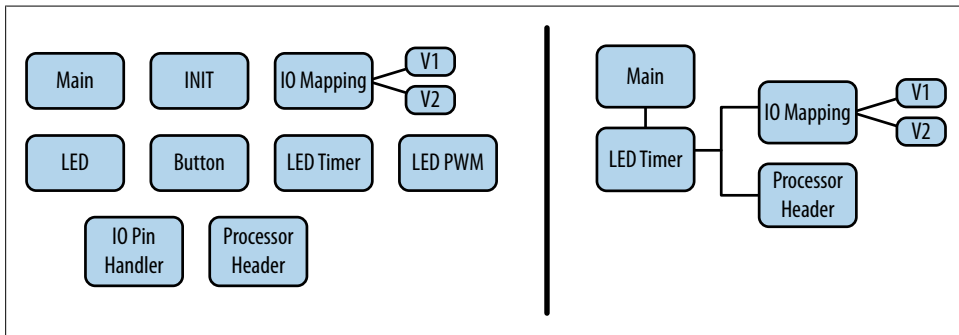 Main
INIT
IO Mapping
V1
V2
LED
Button
LED Timer
LED PWM
IO Pin
Handler
Processor
Header
Main
LED Timer
IO Mapping
V1
V2
Processor
Header